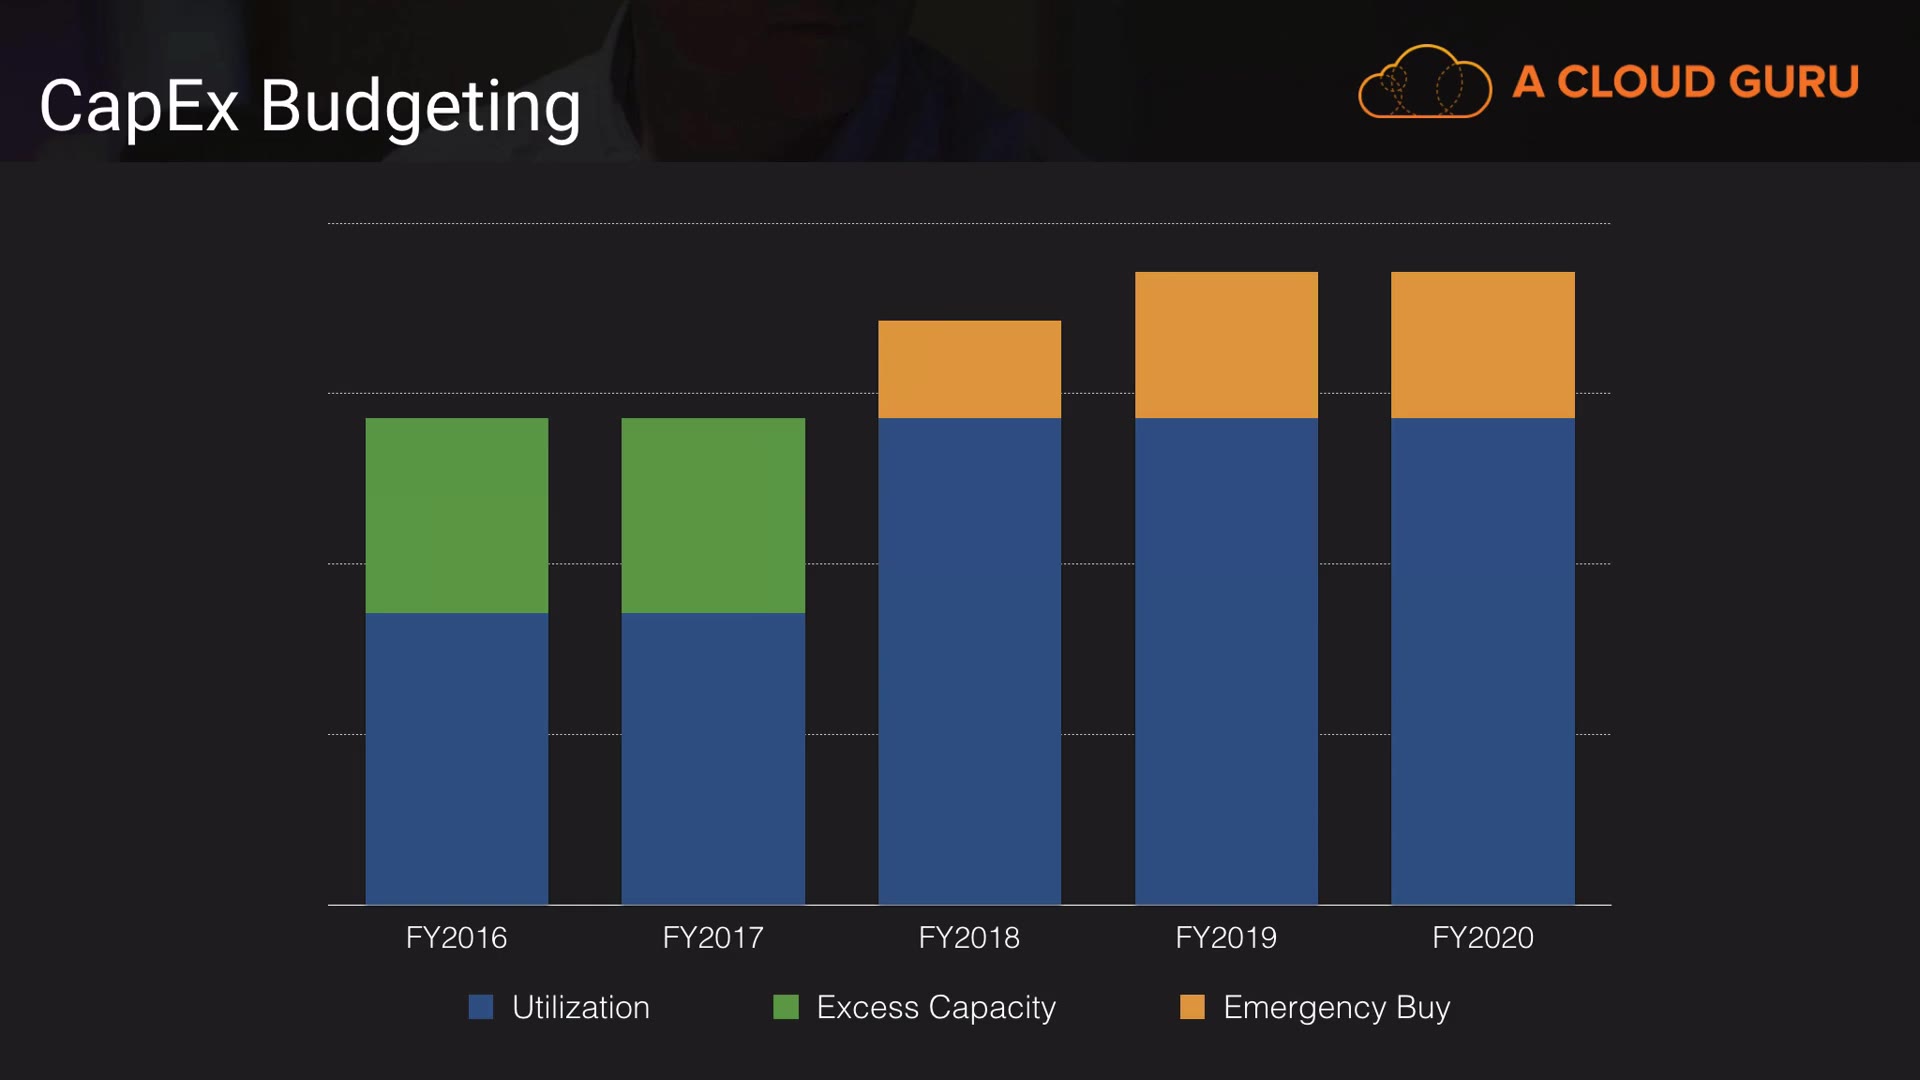 CapEx Budgeting
A CLOUD GURU
FY2016 FY2017 FY2018 FY2019 FY2020
Utilization Excess Capacity Emergency Buy